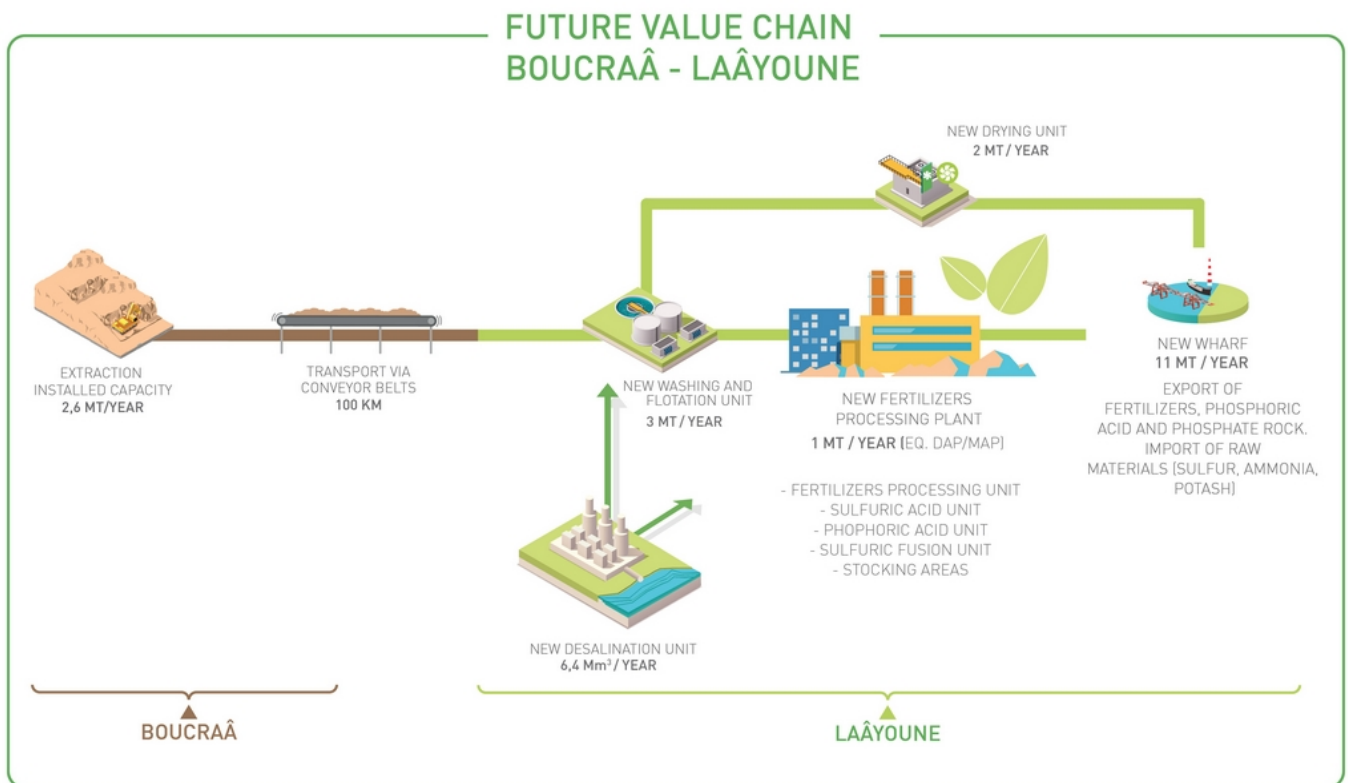 FUTURE VALUE CHAIN
BOUCRAÂ - LAÂYOUNE
NEW DRYING UNIT
2 MT / YEAR
EXTRACTION
INSTALLED CAPACITY
2,6 MT/YEAR
TRANSPORT VIA
CONVEYOR BELTS
100 KM
NEW WASHING AND
FLOTATION UNIT
3 MT / YEAR
NEW FERTILIZERS
PROCESSING PLANT
1 MT / YEAR (EQ. DAP/MAP)
- FERTILIZERS PROCESSING UNIT
- SULFURIC ACID UNIT
- PHOPHORIC ACID UNIT
- SULFURIC FUSION UNIT
- STOCKING AREAS
NEW WHARF
11 MT / YEAR
EXPORT OF
FERTILIZERS, PHOSPHORIC
ACID AND PHOSPHATE ROCK.
IMPORT OF RAW
MATERIALS (SULFUR, AMMONIA,
POTASH)
NEW DESALINATION UNIT
6,4 Mm³ / YEAR
BOUCRAÂ
LAÂYOUNE